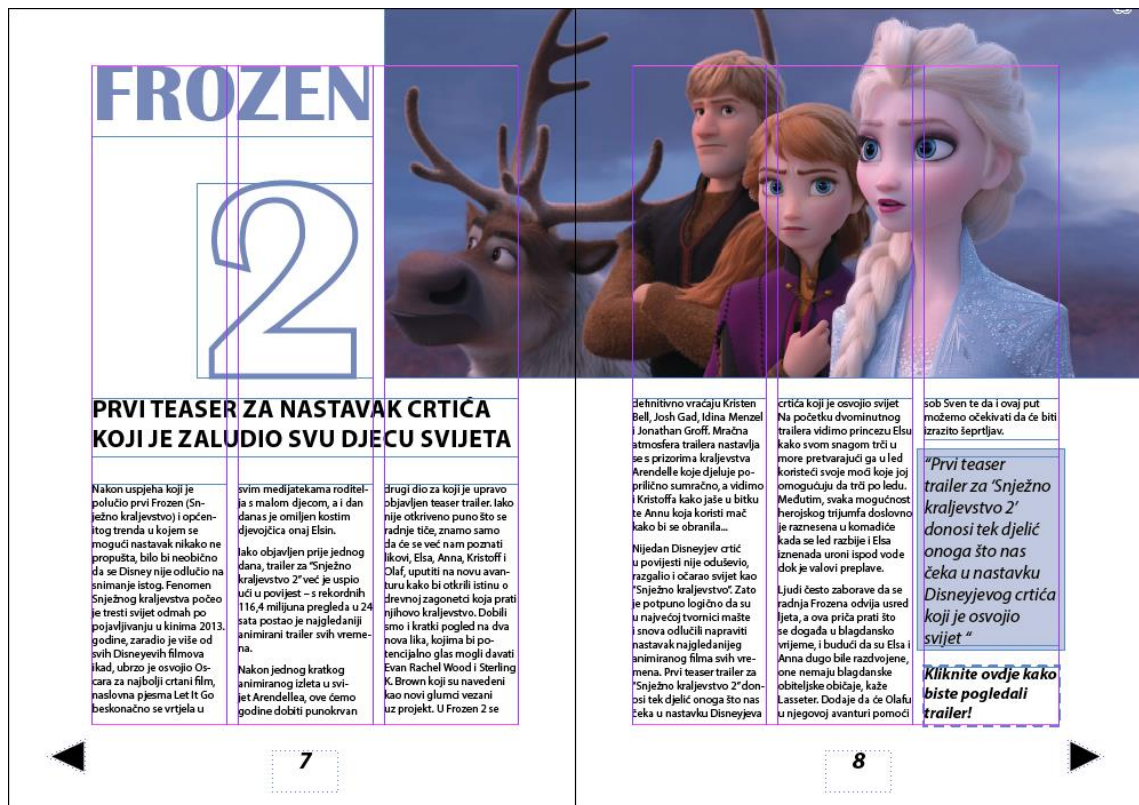 FROZEN
2
PRVI TEASER ZA NASTAVAK CRTIĆA
KOJI JE ZALUDIO SVU DJECU SVIJETA
Nakon uspjeha koji je
polučio prvi Frozen (Sn-
ježno kraljevstvo) i općen-
itog trenda u kojem se
mogući nastavak nikako ne
propušta, bilo bi neobično
da se Disney nije odlučio na
snimanje istog. Fenomen
Snježnog kraljevstva počeo
je tresti svijet odmah po
pojavljivanju u kinima 2013.
godine, zaradio je više od
svih Disneyevih filmova
ikad, ubrzo je osvojio Os-
cara za najbolji crtani film,
naslovna pjesma Let It Go
beskonačno se vrtjela u
svim medijatekama roditel-
ja s malom djecom, a i dan
danas je omiljen kostim
djevojčica onaj Elsin.
Iako objavljen prije jednog
dana, trailer za “Snježno
kraljevstvo 2” već je uspio
ući u povijest – s rekordnih
116,4 milijuna pregleda u 24
sata postao je najgledaniji
animirani trailer svih vreme-
na.
Nakon jednog kratkog
animiranog izleta u svi-
jet Arendellea, ove ćemo
godine dobiti punokrvan
drugi dio za koji je upravo
objavljen teaser trailer. Iako
nije otkriveno puno što se
radnje tiče, znamo samo
da će se već nam poznati
likovi, Elsa, Anna, Kristoff i
Olaf, uputiti na novu avan-
turu kako bi otkrili istinu o
drevnoj zagonetci koja prati
njihovo kraljevstvo. Dobili
smo i kratki pogled na dva
nova lika, kojima bi po-
tencijalno glas mogli davati
Evan Rachel Wood i Sterling
K. Brown koji su navedeni
kao novi glumci vezani
uz projekt. U Frozen 2 se
7
definitivno vraćaju Kristen
Bell, Josh Gad, Idina Menzel
i Jonathan Groff. Mračna
atmosfera trailera nastavlja
se s prizorima kraljevstva
Arendelle koje djeluje po-
prilično sumračno, a vidimo
i Kristoffa kako jaše u bitku
te Annu koja koristi mač
kako bi se obranila...
Nijedan Disneyjev crtić
u povijesti nije oduševio,
razgalio i očarao svijet kao
“Snježno kraljevstvo”. Zato
je potpuno logično da su
u najvećoj tvornici mašte
i snova odlučili napraviti
nastavak najgledanijeg
animiranog filma svih vre-
mena. Prvi teaser trailer za
“Snježno kraljevstvo 2” don-
osi tek djelić onoga što nas
čeka u nastavku Disneyjeva
crtića koji je osvojio svijet
Na početku dvominutnog
trailera vidimo princezu Elsu
kako svom snagom trči u
more pretvarajući ga u led
koristeći svoje moći koje joj
omogućuju da trči po ledu.
Međutim, svaka mogućnost
herojskog trijumfa doslovno
je raznesena u komadiće
kada se led razbije i Elsa
iznenada uroni ispod vode
dok je valovi preplave.
Ljudi često zaborave da se
radnja Frozena odvija usred
ljeta, a ova priča prati što
se događa u blagdansko
vrijeme, i budući da su Elsa i
Anna dugo bile razdvojene,
one nemaju blagdanske
obiteljske običaje, kaže
Lasseter. Dodaje da će Olafu
u njegovoj avanturi pomoći
sob Sven te da i ovaj put
možemo očekivati da će biti
izrazito šeprtljav.
“Prvi teaser
trailer za ‘Snježno
kraljevstvo 2’
donosi tek djelić
onoga što nas
čeka u nastavku
Disneyjevog crtića
koji je osvojio
svijet “
Kliknite ovdje kako
biste pogledali
trailer!
8